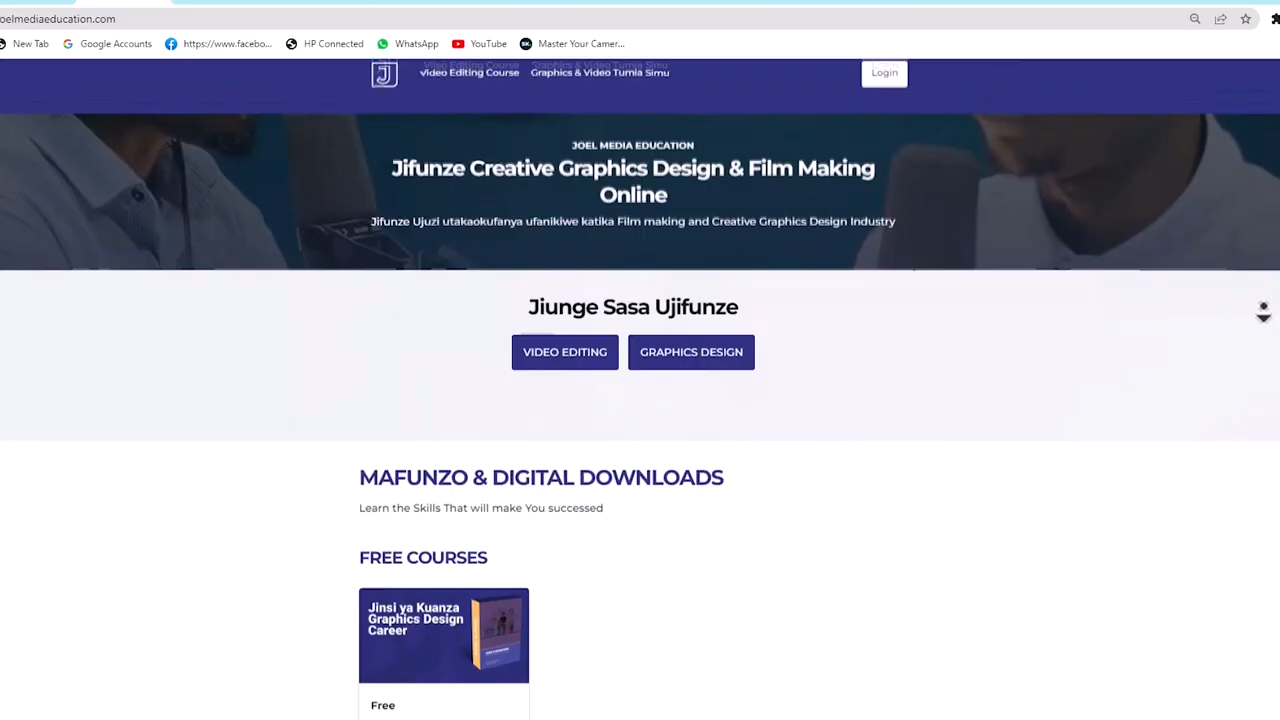 oelmediaeducation.com
New Tab
Google Accounts
https://www.facebo...
HP Connected
WhatsApp
YouTube
Master Your Camer...
Video Editing Course
Graphics & Video Tumia Simu
Login
JOEL MEDIA EDUCATION
Jifunze Creative Graphics Design & Film Making
Online
Jifunze Ujuzi utakaokufanya ufanikiwe katika Film making and Creative Graphics Design Industry
Jiunge Sasa Ujifunze
VIDEO EDITING
GRAPHICS DESIGN
MAFUNZO & DIGITAL DOWNLOADS
Learn the Skills That will make You successed
FREE COURSES
Jinsi ya Kuanza
Graphics Design
Career
Free